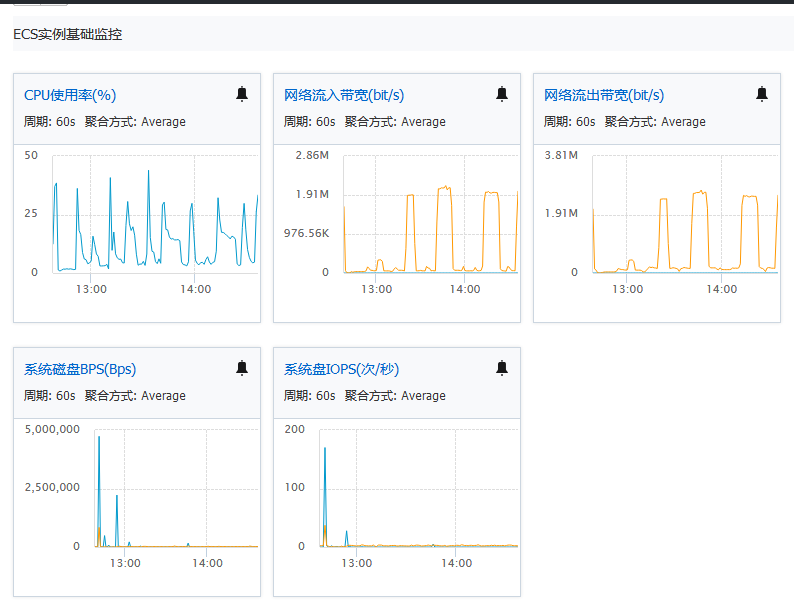 ECS实例基础监控
CPU使用率(%)
周期: 60s 聚合方式: Average
50
25
0
13:00 14:00
网络流入带宽(bit/s)
周期: 60s 聚合方式: Average
2.86M
1.91M
976.56K
0
13:00 14:00
网络流出带宽(bit/s)
周期: 60s 聚合方式: Average
3.81M
1.91M
0
13:00 14:00
系统磁盘BPS(Bps)
周期: 60s 聚合方式: Average
5,000,000
2,500,000
0
13:00 14:00
系统盘IOPS(次/秒)
周期: 60s 聚合方式: Average
200
100
0
13:00 14:00